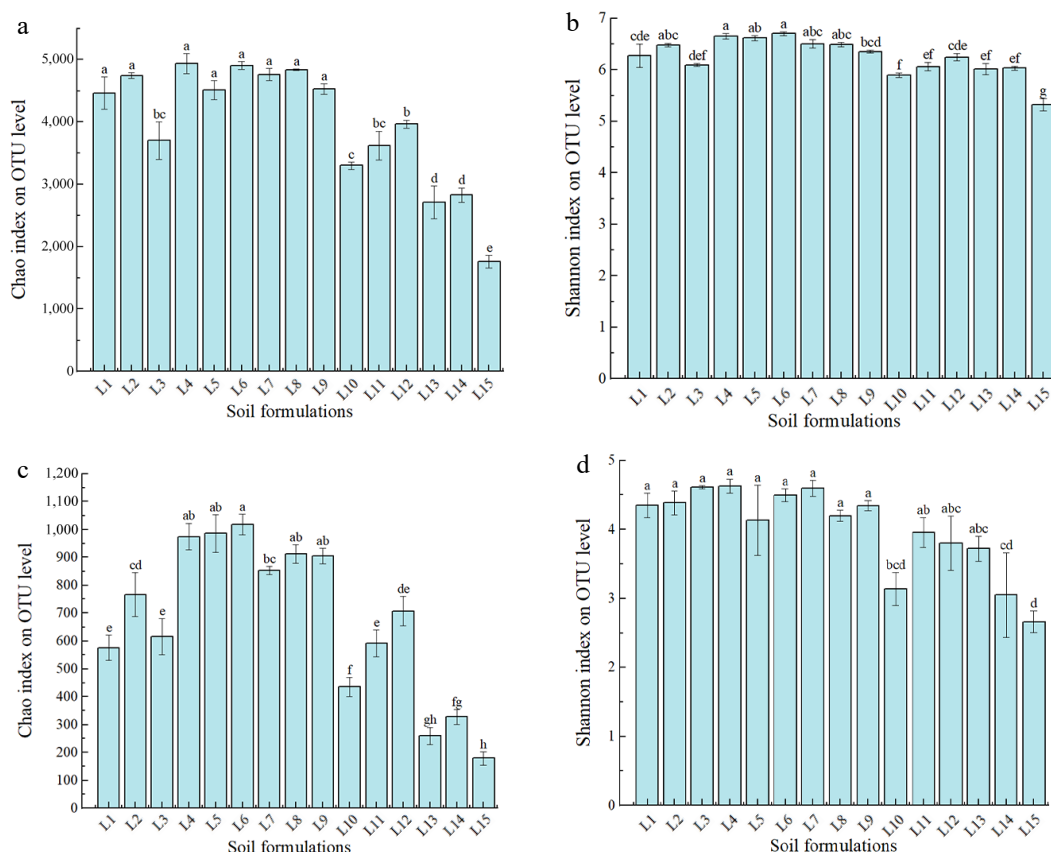 a
Chao index on OTU level
5,000
4,000
3,000
2,000
1,000
0
a
a
bc
a
a
a
a
a
a
c
bc
b
d
d
e
L1
L2
L3
L4
L5
L6
L7
L8
L9
L10
L11
L12
L13
L14
L15
Soil formulations
b
Shannon index on OTU level
7
6
5
4
3
2
1
0
cde
abc
def
a
ab
a
abc
abc
bcd
f
ef
cde
ef
ef
g
L1
L2
L3
L4
L5
L6
L7
L8
L9
L10
L11
L12
L13
L14
L15
Soil formulations
c
Chao index on OTU level
1,200
1,100
1,000
900
800
700
600
500
400
300
200
100
0
e
cd
e
ab
ab
a
bc
ab
ab
f
e
de
gh
fg
h
L1
L2
L3
L4
L5
L6
L7
L8
L9
L10
L11
L12
L13
L14
L15
Soil formulations
d
Shannon index on OTU level
5
4
3
2
1
0
a
a
a
a
a
a
a
a
a
bcd
ab
abc
abc
cd
d
L1
L2
L3
L4
L5
L6
L7
L8
L9
L10
L11
L12
L13
L14
L15
Soil formulations